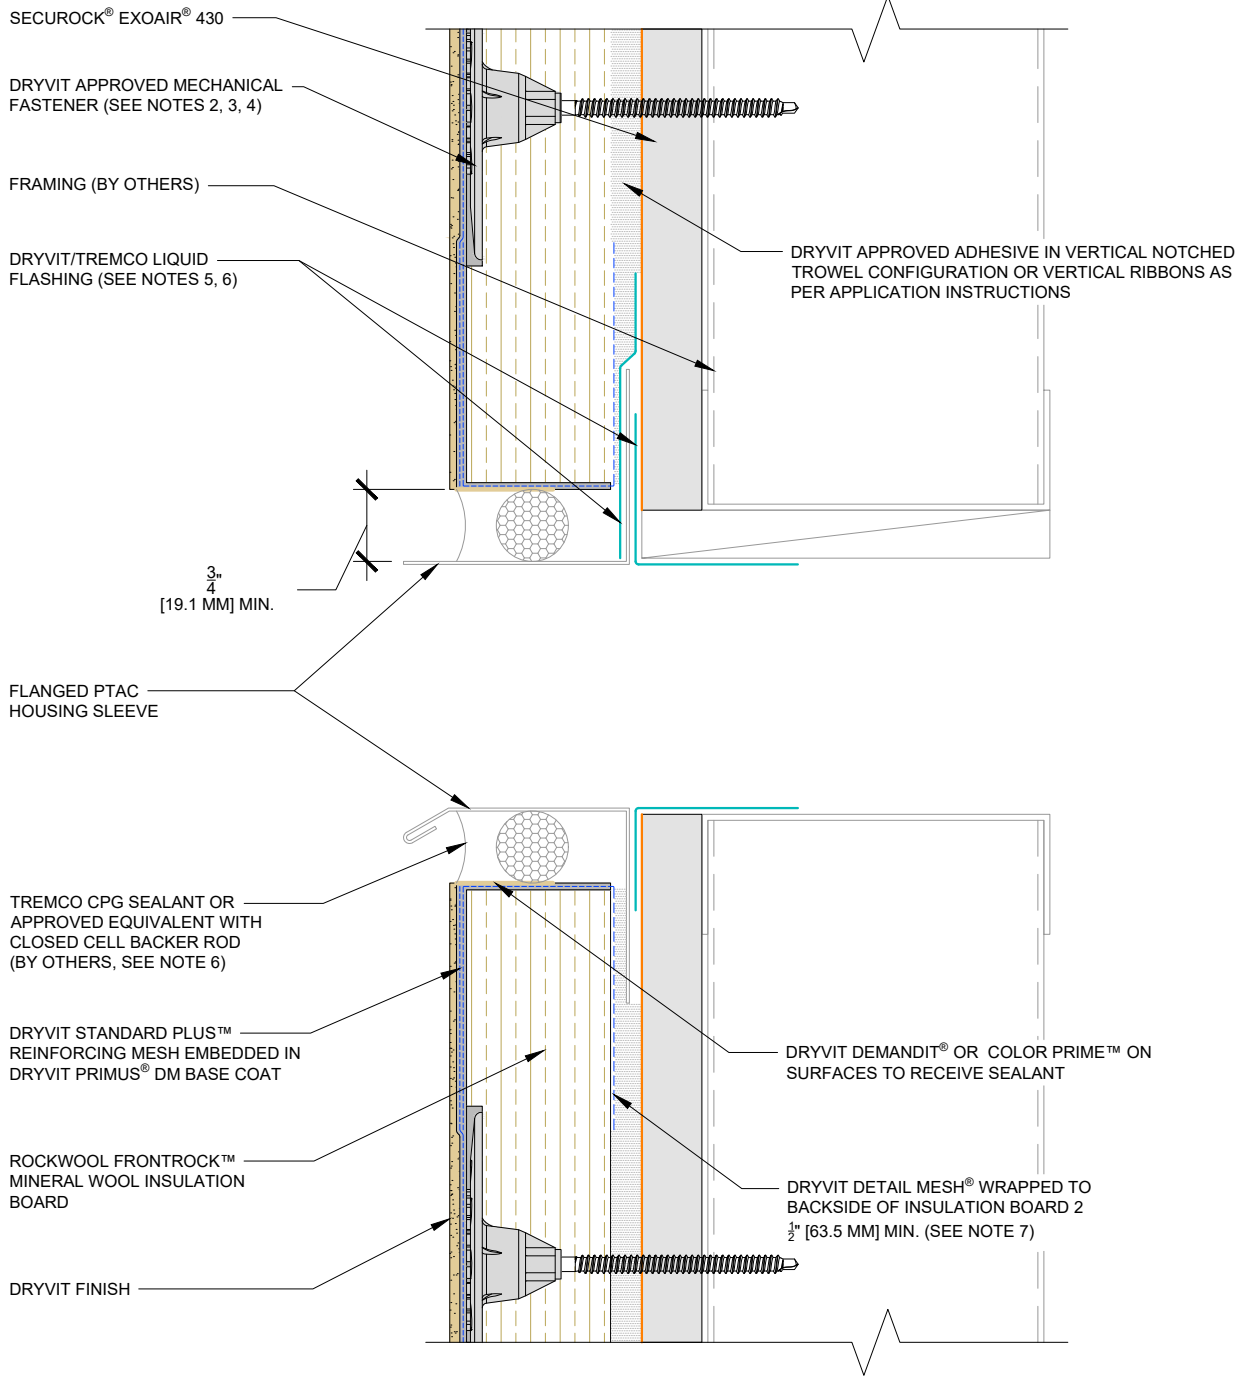 SECUROCK® EXOAIR® 430
DRYVIT APPROVED MECHANICAL
FASTENER (SEE NOTES 2, 3, 4)
FRAMING (BY OTHERS)
DRYVIT/TREMCO LIQUID
FLASHING (SEE NOTES 5, 6)
DRYVIT APPROVED ADHESIVE IN VERTICAL NOTCHED
TROWEL CONFIGURATION OR VERTICAL RIBBONS AS
PER APPLICATION INSTRUCTIONS
3/4"
[19.1 MM] MIN.
FLANGED PTAC
HOUSING SLEEVE
TREMCO CPG SEALANT OR
APPROVED EQUIVALENT WITH
CLOSED CELL BACKER ROD
(BY OTHERS, SEE NOTE 6)
DRYVIT STANDARD PLUS™
REINFORCING MESH EMBEDDED IN
DRYVIT PRIMUS® DM BASE COAT
DRYVIT DEMANDIT® OR COLOR PRIME™ ON
SURFACES TO RECEIVE SEALANT
ROCKWOOL FRONTROCK™
MINERAL WOOL INSULATION
BOARD
DRYVIT DETAIL MESH® WRAPPED TO
BACKSIDE OF INSULATION BOARD 2
1/2" [63.5 MM] MIN. (SEE NOTE 7)
DRYVIT FINISH